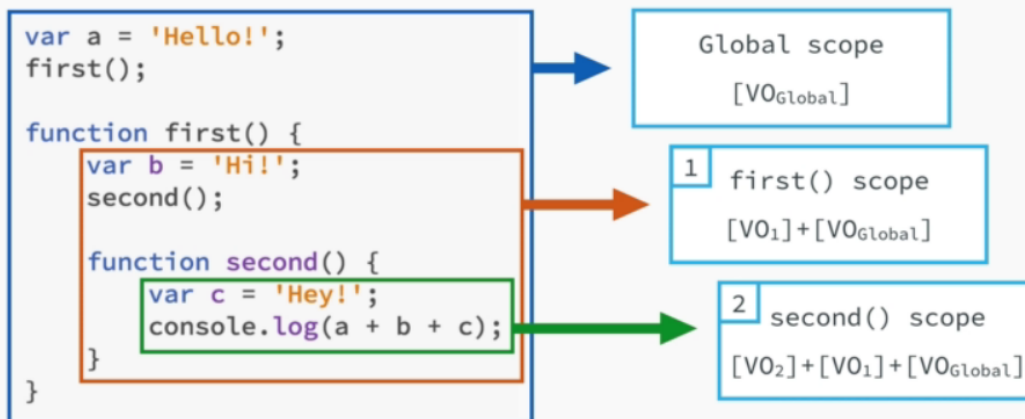 var a = 'Hello!';
first();
function first() {
var b = 'Hi!';
second();
function second() {
var c = 'Hey!';
console.log(a + b + c);
}
}
Global scope
[VOGlobal]
1
first() scope
[VO1]+[VOGlobal]
2
second() scope
[VO2]+[VO1]+[VOGlobal]